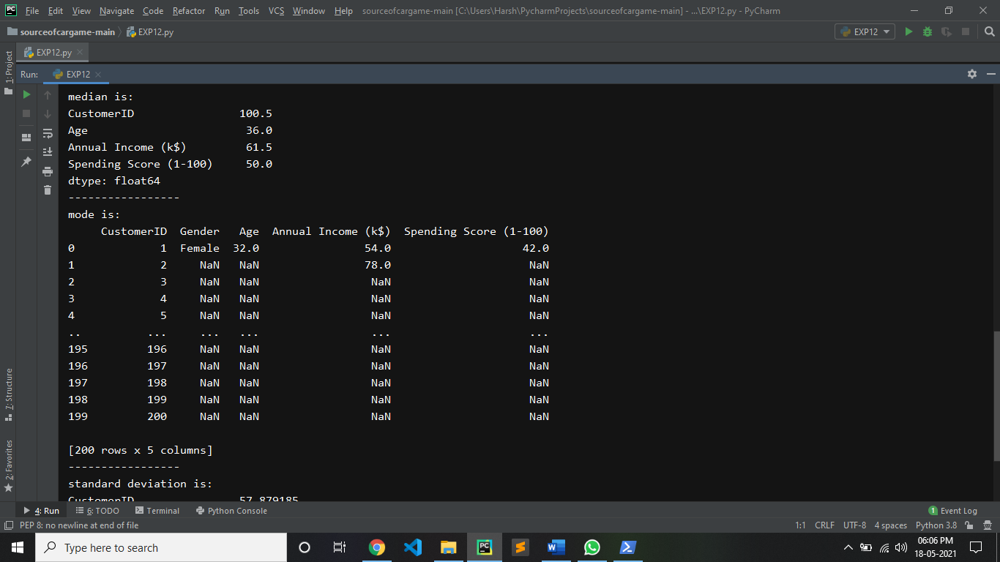 PC File Edit View Navigate Code Refactor Run Tools VCS Window Help sourceofcargame-main [C:\Users\Harsh\PycharmProjects\sourceofcargame-main] - ...\EXP12.py - PyCharm
sourceofcargame-main EXP12.py EXP12
EXP12.py
1: Project
Run: EXP12
median is:
CustomerID 100.5
Age 36.0
Annual Income (k$) 61.5
Spending Score (1-100) 50.0
dtype: float64
-----------------
mode is:
CustomerID Gender Age Annual Income (k$) Spending Score (1-100)
0 1 Female 32.0 54.0 42.0
1 2 NaN NaN 78.0 NaN
2 3 NaN NaN NaN NaN
3 4 NaN NaN NaN NaN
4 5 NaN NaN NaN NaN
.. ... ... ... ... ...
195 196 NaN NaN NaN NaN
196 197 NaN NaN NaN NaN
197 198 NaN NaN NaN NaN
198 199 NaN NaN NaN NaN
199 200 NaN NaN NaN NaN
[200 rows x 5 columns]
-----------------
standard deviation is:
CustomerID 57.879185
7: Structure
2: Favorites
4: Run 6: TODO Terminal Python Console 1 Event Log
PEP 8: no newline at end of file 1:1 CRLF UTF-8 4 spaces Python 3.8
Type here to search PC 06:06 PM
18-05-2021